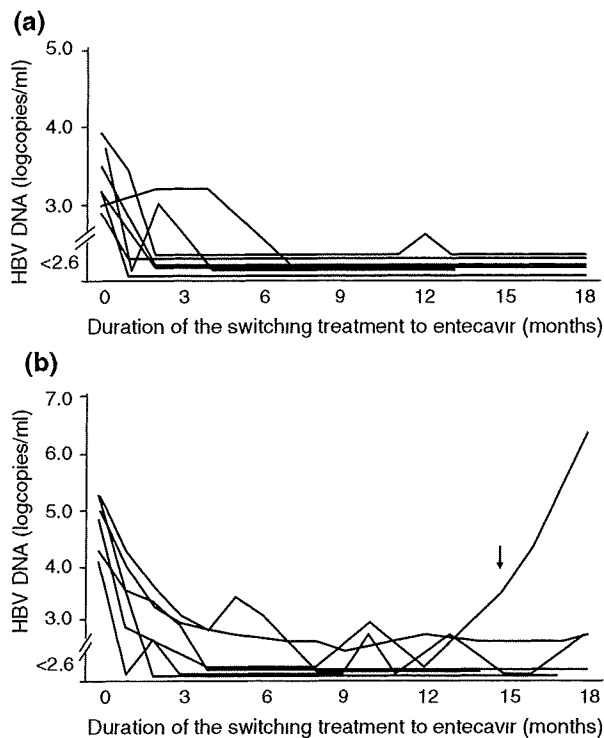 (a)
HBV DNA (logcopies/ml)
5.0
4.0
3.0
<2.6
0 3 6 9 12 15 18
Duration of the switching treatment to entecavir (months)
(b)
HBV DNA (logcopies/ml)
7.0
6.0
5.0
4.0
3.0
<2.6
0 3 6 9 12 15 18
Duration of the switching treatment to entecavir (months)